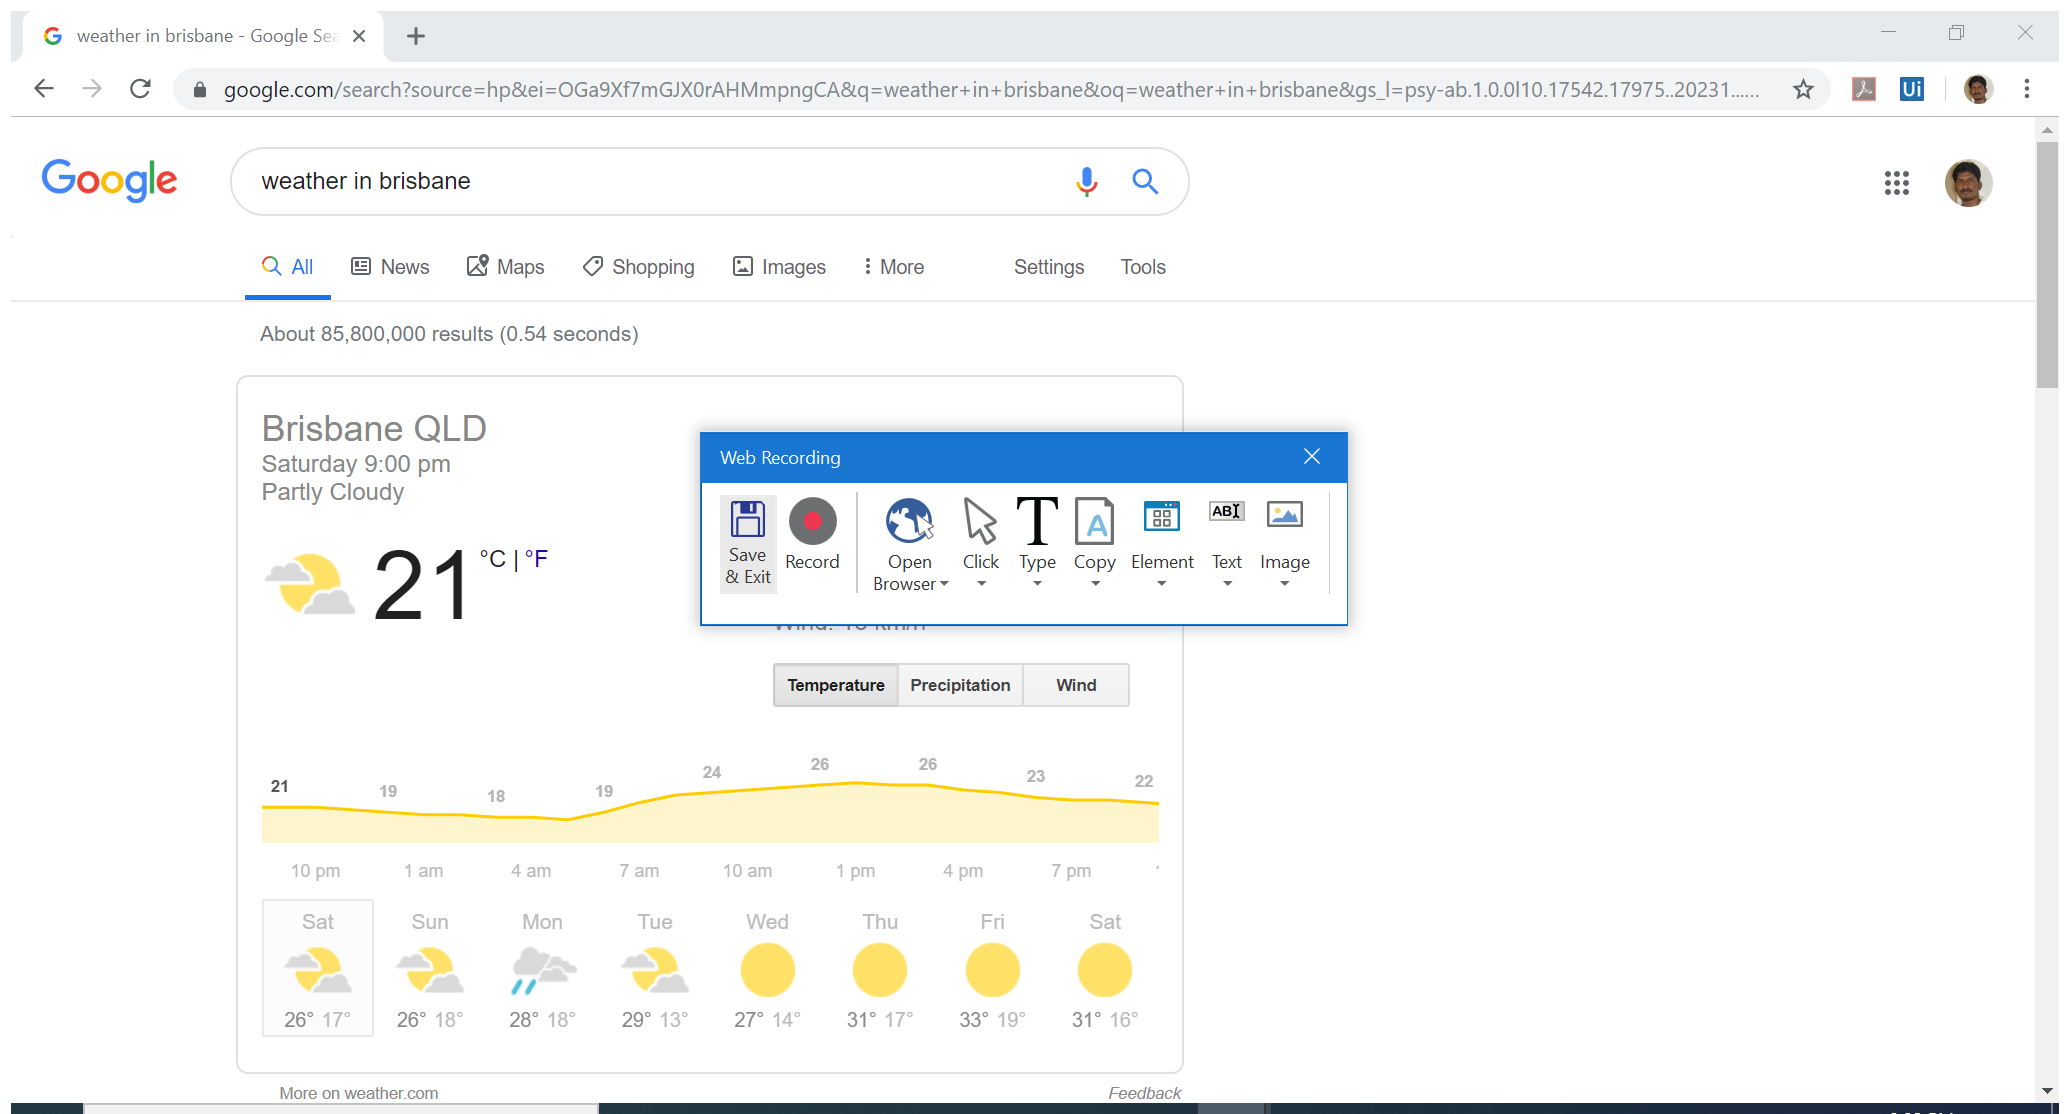 weather in brisbane - Google Sea
google.com/search?source=hp&ei=OGa9Xf7mGJX0rAHMmpngCA&q=weather+in+brisbane&oq=weather+in+brisbane&gs_l=psy-ab.1.0.0l10.17542.17975..20231......
Ui
Google
weather in brisbane
All News Maps Shopping Images More Settings Tools
About 85,800,000 results (0.54 seconds)
Brisbane QLD
Saturday 9:00 pm
Partly Cloudy
21 °C | °F
Web Recording
Save & Exit
Record
Open Browser
Click
Type
Copy
Element
Text
Image
Temperature Precipitation Wind
21 19 18 19 24 26 26 23 22
10 pm 1 am 4 am 7 am 10 am 1 pm 4 pm 7 pm
Sat Sun Mon Tue Wed Thu Fri Sat
26° 17° 26° 18° 28° 18° 29° 13° 27° 14° 31° 17° 33° 19° 31° 16°
More on weather.com Feedback